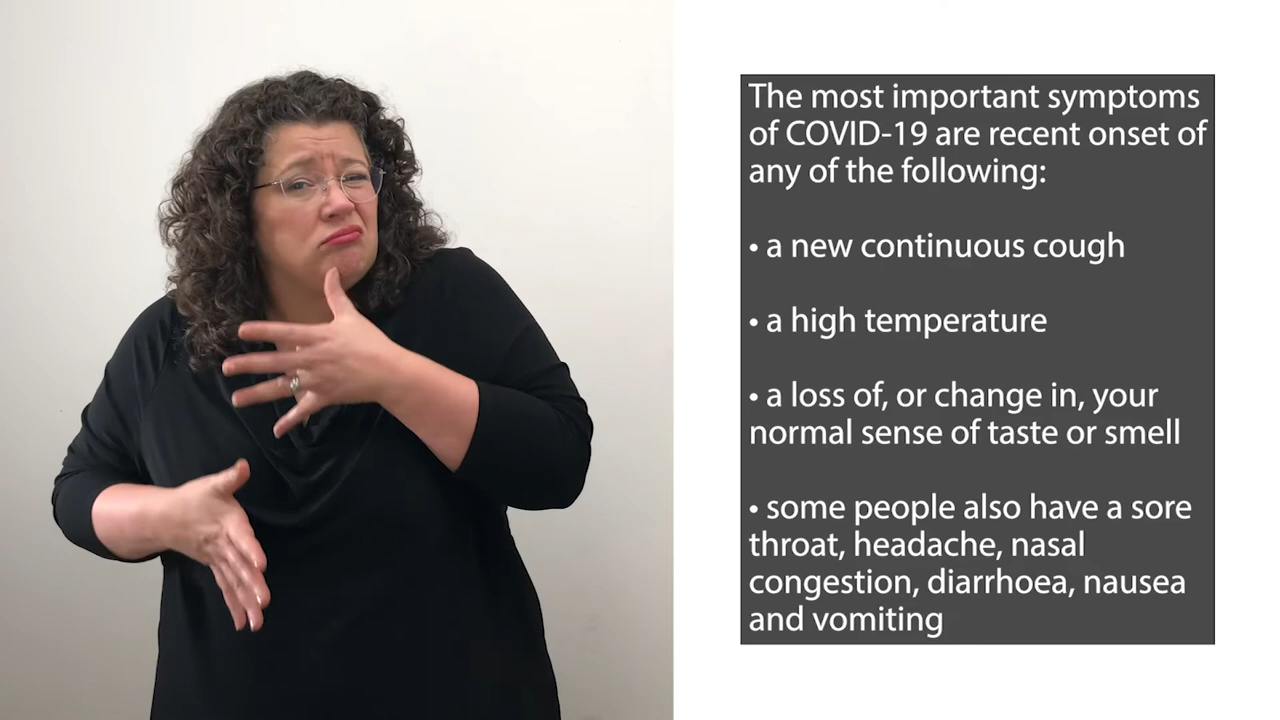 The most important symptoms
of COVID-19 are recent onset of
any of the following:
• a new continuous cough
• a high temperature
• a loss of, or change in, your
normal sense of taste or smell
• some people also have a sore
throat, headache, nasal
congestion, diarrhoea, nausea
and vomiting